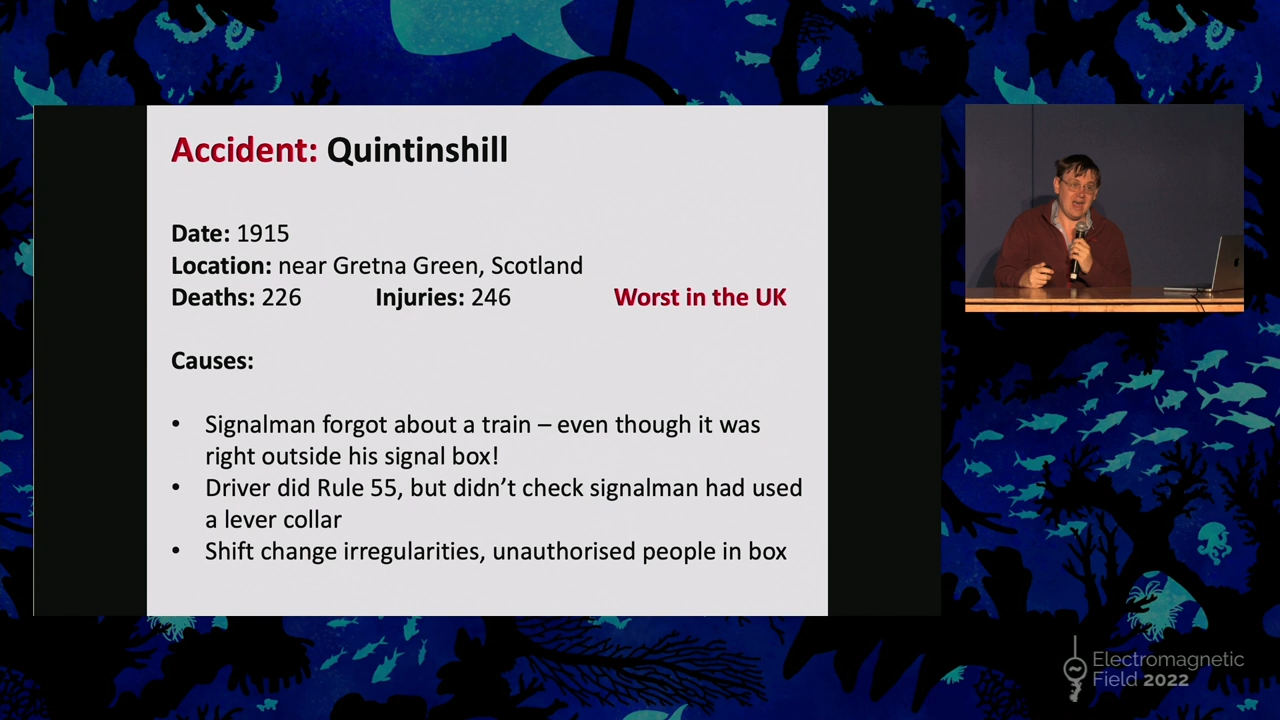 Accident: Quintinshill
Date: 1915
Location: near Gretna Green, Scotland
Deaths: 226 Injuries: 246 Worst in the UK
Causes:
• Signalman forgot about a train – even though it was
right outside his signal box!
• Driver did Rule 55, but didn’t check signalman had used
a lever collar
• Shift change irregularities, unauthorised people in box
Electromagnetic
Field 2022